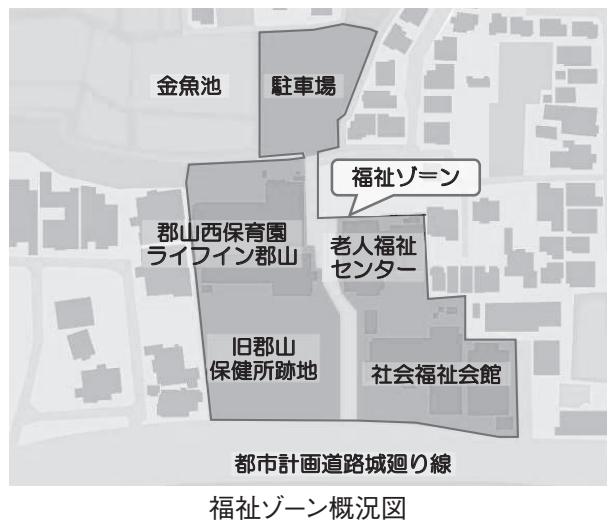 金魚池
駐車場
福祉ゾーン
郡山西保育園
ライフイン郡山
老人福祉
センター
旧郡山
保健所跡地
社会福祉会館
都市計画道路城廻り線
福祉ゾーン概況図